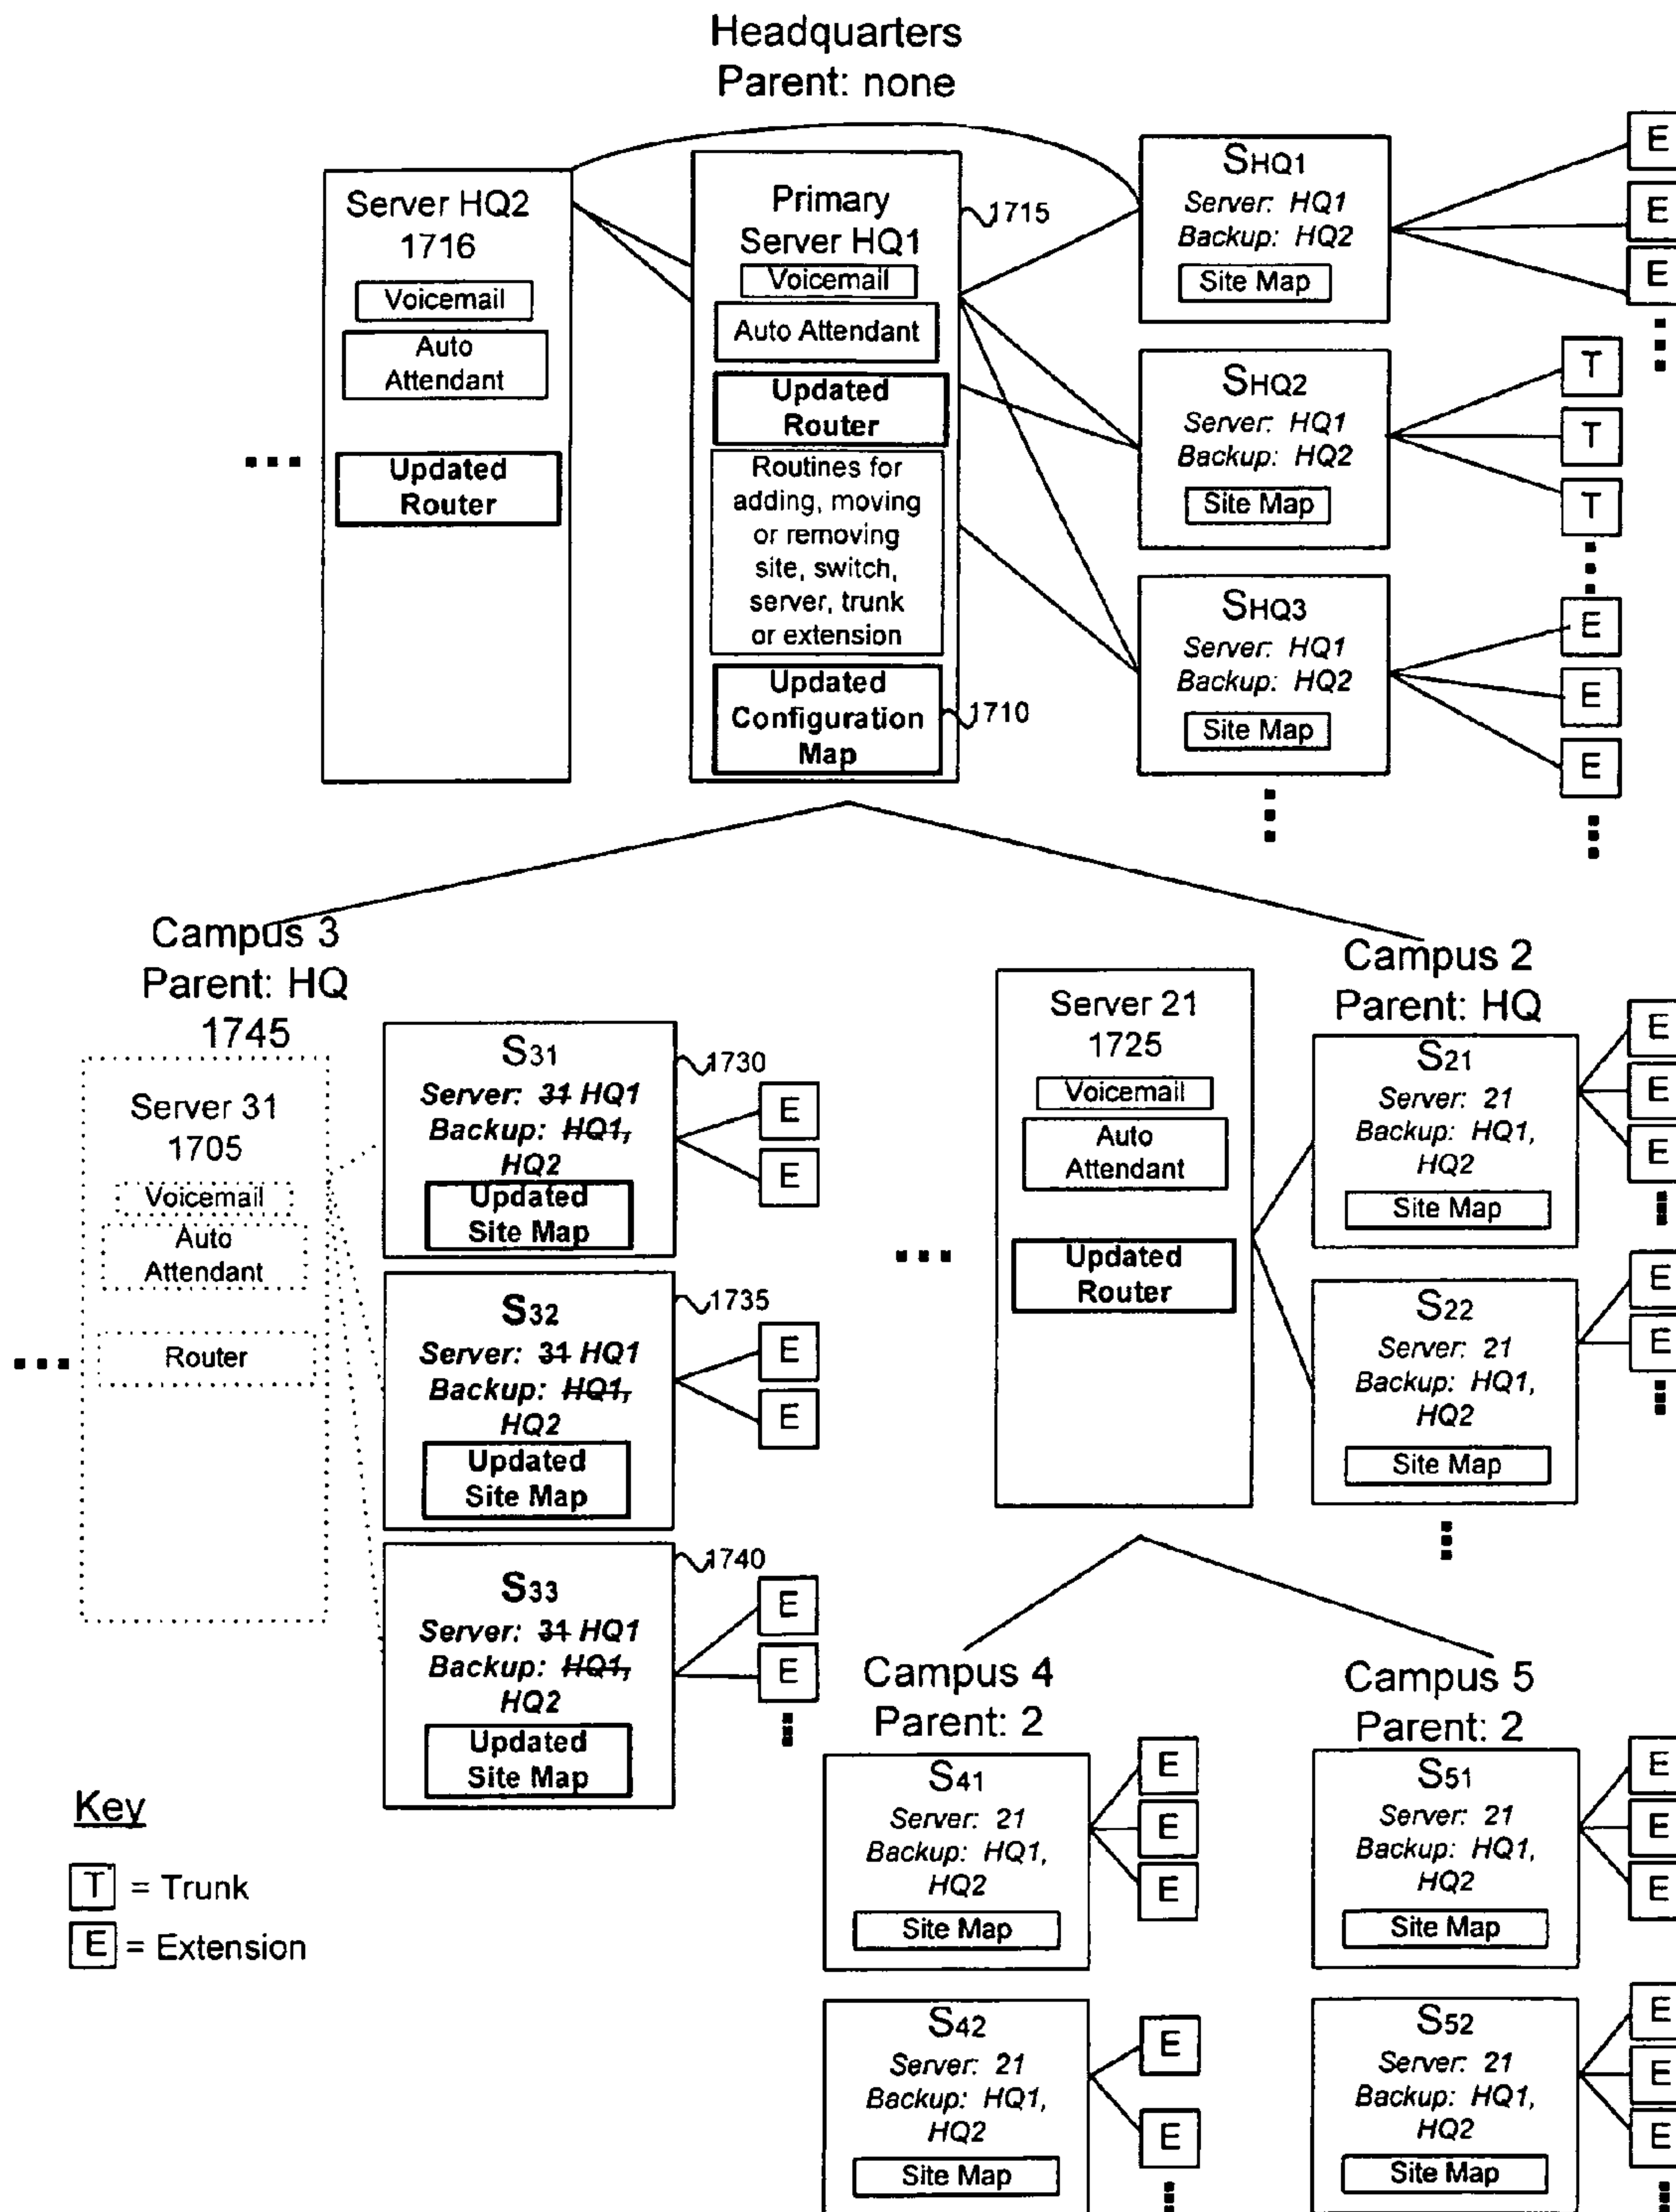 Headquarters
Parent: none
Server HQ2
1716
Voicemail
Auto
Attendant
Updated
Router
Primary
Server HQ1
1715
Voicemail
Auto Attendant
Updated
Router
Routines for
adding, moving
or removing
site, switch,
server, trunk
or extension
Updated
Configuration
Map
1710
SHQ1
Server: HQ1
Backup: HQ2
Site Map
E
E
E
SHQ2
Server: HQ1
Backup: HQ2
Site Map
T
T
T
SHQ3
Server: HQ1
Backup: HQ2
Site Map
E
E
E
Campus 3
Parent: HQ
1745
Server 31
1705
Voicemail
Auto
Attendant
Router
S31
1730
Server: 31 HQ1
Backup: HQ1,
HQ2
Updated
Site Map
E
E
S32
1735
Server: 31 HQ1
Backup: HQ1,
HQ2
Updated
Site Map
E
E
S33
1740
Server: 31 HQ1
Backup: HQ1,
HQ2
Updated
Site Map
E
E
Campus 2
Parent: HQ
Server 21
1725
Voicemail
Auto
Attendant
Updated
Router
S21
Server: 21
Backup: HQ1,
HQ2
Site Map
E
E
E
S22
Server: 21
Backup: HQ1,
HQ2
Site Map
E
E
Campus 4
Parent: 2
S41
Server: 21
Backup: HQ1,
HQ2
Site Map
E
E
E
S42
Server: 21
Backup: HQ1,
HQ2
Site Map
E
E
Campus 5
Parent: 2
S51
Server: 21
Backup: HQ1,
HQ2
Site Map
E
E
E
S52
Server: 21
Backup: HQ1,
HQ2
Site Map
E
E
E
Key
T = Trunk
E = Extension